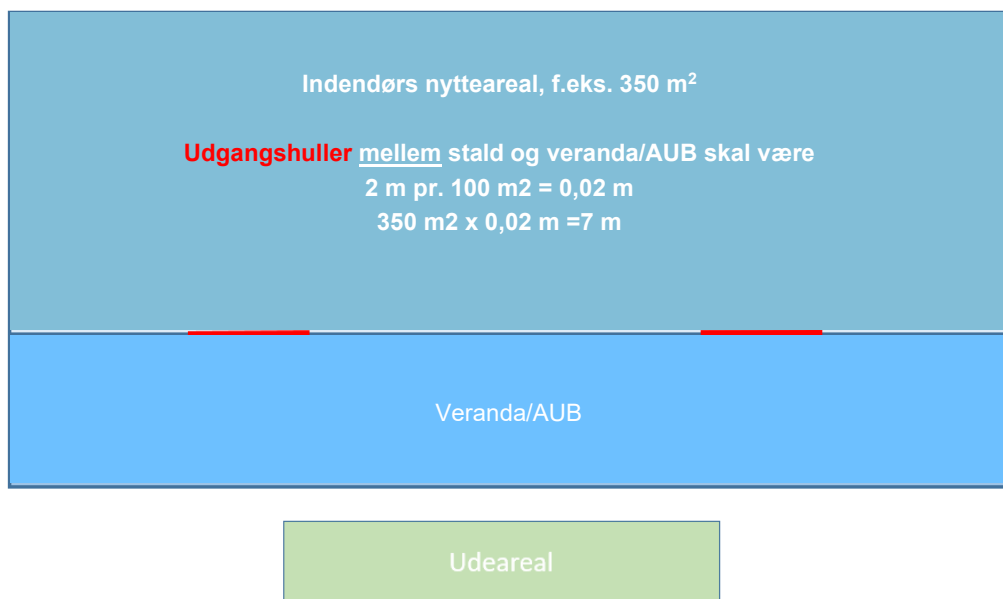 Indendørs nytteareal, f.eks. 350 m²
Udgangshuller mellem stald og veranda/AUB skal være
2 m pr. 100 m2 = 0,02 m
350 m2 x 0,02 m =7 m
Veranda/AUB
Udeareal